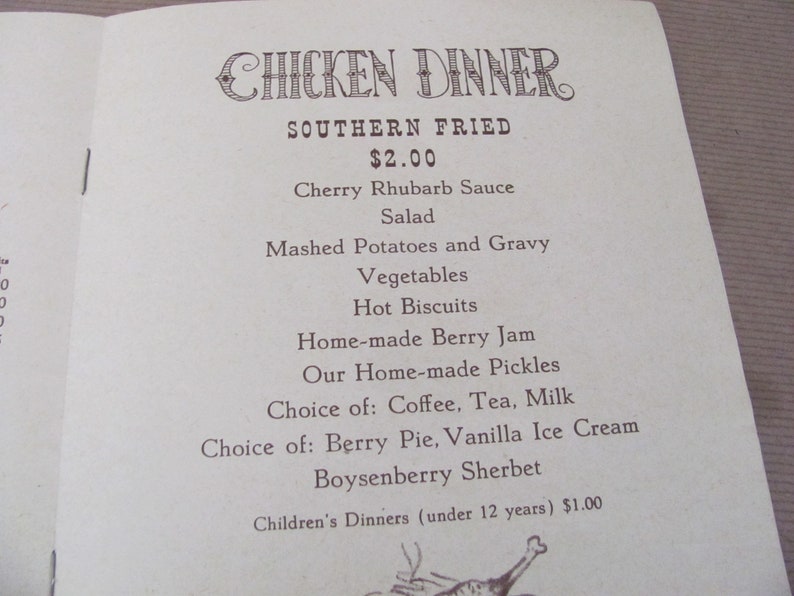 CHICKEN DINNER
SOUTHERN FRIED
$2.00
Cherry Rhubarb Sauce
Salad
Mashed Potatoes and Gravy
Vegetables
Hot Biscuits
Home-made Berry Jam
Our Home-made Pickles
Choice of: Coffee, Tea, Milk
Choice of: Berry Pie, Vanilla Ice Cream
Boysenberry Sherbet
Children's Dinners (under 12 years) $1.00